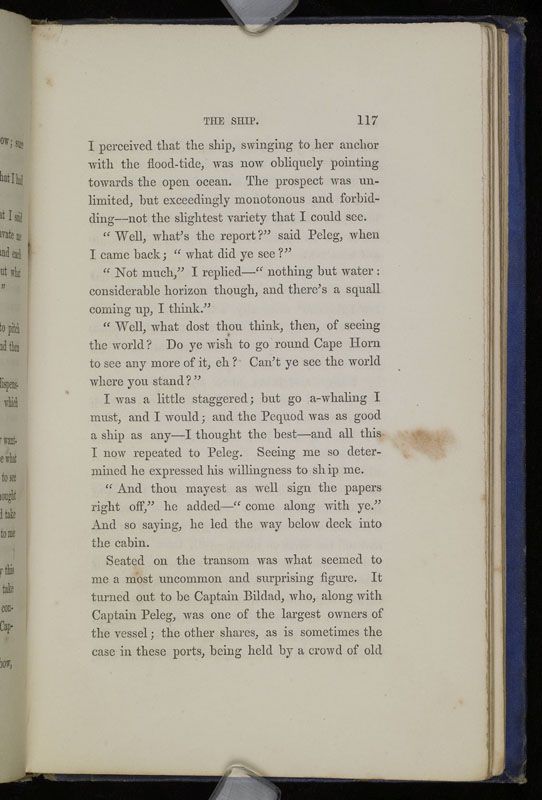 THE SHIP. 117
I perceived that the ship, swinging to her anchor
with the flood-tide, was now obliquely pointing
towards the open ocean. The prospect was un-
limited, but exceedingly monotonous and forbid-
ding—not the slightest variety that I could see.
“ Well, what's the report?” said Peleg, when
I came back; “ what did ye see?”
“ Not much,” I replied—“ nothing but water:
considerable horizon though, and there's a squall
coming up, I think.”
“ Well, what dost thou think, then, of seeing
the world? Do ye wish to go round Cape Horn
to see any more of it, eh? Can't ye see the world
where you stand?”
I was a little staggered; but go a-whaling I
must, and I would; and the Pequod was as good
a ship as any—I thought the best—and all this
I now repeated to Peleg. Seeing me so deter-
mined he expressed his willingness to ship me.
“ And thou mayest as well sign the papers
right off,” he added—“ come along with ye.”
And so saying, he led the way below deck into
the cabin.
Seated on the transom was what seemed to
me a most uncommon and surprising figure. It
turned out to be Captain Bildad, who, along with
Captain Peleg, was one of the largest owners of
the vessel; the other shares, as is sometimes the
case in these ports, being held by a crowd of old